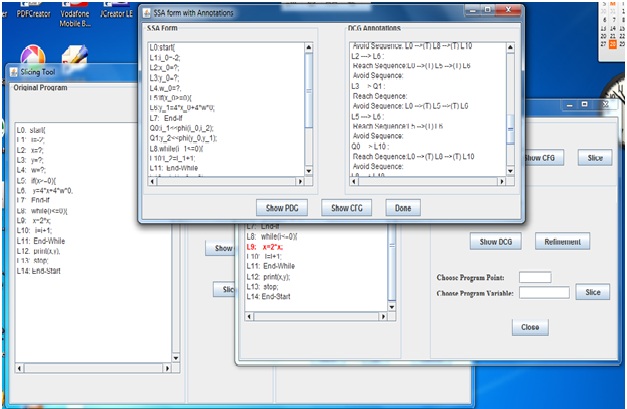 PDFCreator
Vodafone Mobile B...
JCreator LE
SSA form with Annotations
SSA Form
L0:start{
L1:i_0=-2;
L2:x_0=?;
L3:y_0=?;
L4:w_0=?;
L5:if(x_0>=0){
L6:y_1=4*x_0+4*w*0;
L7: End-If
Q0:i_1<<phi(i_0,i_2);
Q1:y_2<<phi(y_0,y_1);
L8:while(i_1<=0){
L10:i_2=i_1+1;
L11: End-While
DCG Annotations
Avoid Sequence: L0 -->(T) L8 -->(T) L10
L2 ---> L6 :
Reach Sequence:L0 -->(T) L5 -->(T) L6
Avoid Sequence:
L3 ---> Q1 :
Reach Sequence:
Avoid Sequence: L0 -->(T) L5 -->(T) L6
L5 ---> L6 :
Reach Sequence:L5 -->(T) L6
Avoid Sequence:
Q0 ---> L10 :
Reach Sequence:L0 -->(T) L8 -->(T) L10
Avoid Sequence:
Show PDG
Show CFG
Done
Slicing Tool
Original Program
L0: start{
L1: i=-2;
L2: x=?;
L3: y=?;
L4: w=?;
L5: if(x>=0){
L6: y=4*x+4*w*0;
L7: End-If
L8: while(i<=0){
L9: x=2*x;
L10: i=i+1;
L11: End-While
L12: print(x,y);
L13: stop;
L14: End-Start
L7: End-If
L8: while(i<=0){
L9: x=2*x;
L10: i=i+1;
L11: End-While
L12: print(x,y);
L13: stop;
L14: End-Start
Show CFG
Slice
Show DCG
Refinement
Choose Program Point:
Choose Program Variable:
Slice
Close